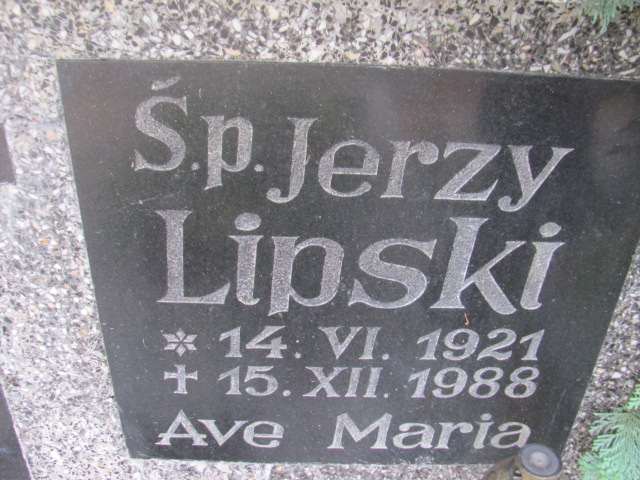 Ś.p. Jerzy
Lipski
* 14. VI. 1921
✝ 15. XII. 1988
Ave Maria